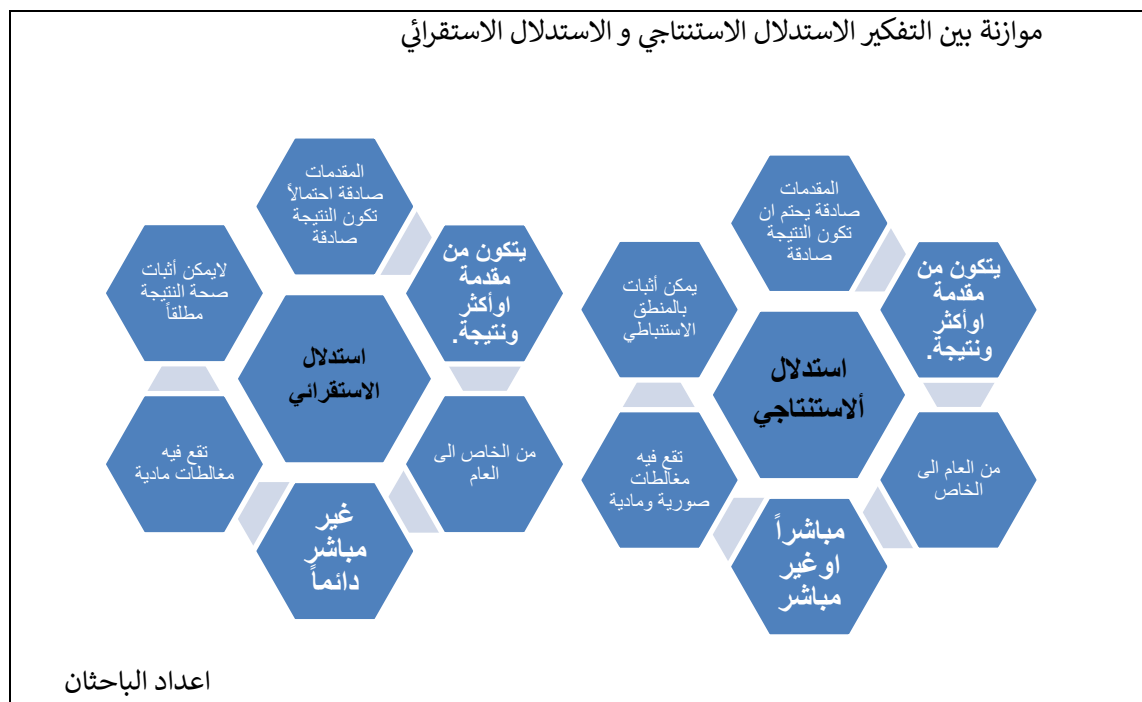 موازنة بين التفكير الاستدلال الاستنتاجي و الاستدلال الاستقرائي
المقدمات
صادقة يحتم ان
تكون النتيجة
صادقة
يتكون من
مقدمة
اوأكثر
ونتيجة.
من العام الى
الخاص
مباشراً
اوغير
مباشر
تقع فيه
مغالطات
صورية ومادية
يمكن أثبات
بالمنطق
الاستنباطي
استدلال
ألاستنتاجي
المقدمات
صادقة احتمالاً
تكون النتيجة
صادقة
يتكون من
مقدمة
اوأكثر
ونتيجة.
من الخاص الى
العام
غير
مباشر
دائماً
تقع فيه
مغالطات مادية
لايمكن أثبات
صحة النتيجة
مطلقاً
استدلال
الاستقرائي
اعداد الباحثان